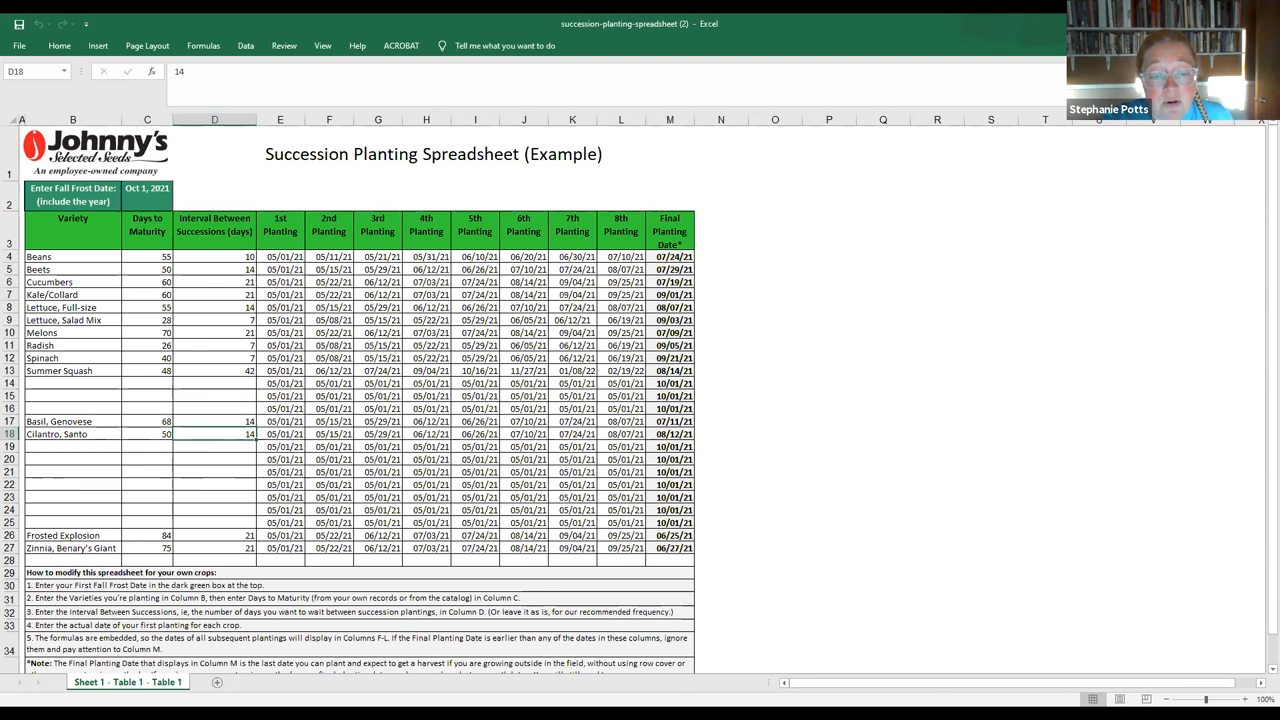 succession-planting-spreadsheet (2) - Excel
File Home Insert Page Layout Formulas Data Review View Help ACROBAT Tell me what you want to do
D18 fx 14
Stephanie Potts
A B C D E F G H I J K L M N O P Q R S T
Johnny's
Selected Seeds
An employee-owned company
Succession Planting Spreadsheet (Example)
1
Enter Fall Frost Date: Oct 1, 2021
(include the year)
2
Variety Days to Interval Between 1st 2nd 3rd 4th 5th 6th 7th 8th Final
Maturity Successions (days) Planting Planting Planting Planting Planting Planting Planting Planting Planting
3 Date*
4 Beans 55 10 05/01/21 05/11/21 05/21/21 05/31/21 06/10/21 06/20/21 06/30/21 07/10/21 07/24/21
5 Beets 50 14 05/01/21 05/15/21 05/29/21 06/12/21 06/26/21 07/10/21 07/24/21 08/07/21 07/29/21
6 Cucumbers 60 21 05/01/21 05/22/21 06/12/21 07/03/21 07/24/21 08/14/21 09/04/21 09/25/21 07/19/21
7 Kale/Collard 60 21 05/01/21 05/22/21 06/12/21 07/03/21 07/24/21 08/14/21 09/04/21 09/25/21 09/01/21
8 Lettuce, Full-size 55 14 05/01/21 05/15/21 05/29/21 06/12/21 06/26/21 07/10/21 07/24/21 08/07/21 08/07/21
9 Lettuce, Salad Mix 28 7 05/01/21 05/08/21 05/15/21 05/22/21 05/29/21 06/05/21 06/12/21 06/19/21 09/03/21
10 Melons 70 21 05/01/21 05/22/21 06/12/21 07/03/21 07/24/21 08/14/21 09/04/21 09/25/21 07/09/21
11 Radish 26 7 05/01/21 05/08/21 05/15/21 05/22/21 05/29/21 06/05/21 06/12/21 06/19/21 09/05/21
12 Spinach 40 7 05/01/21 05/08/21 05/15/21 05/22/21 05/29/21 06/05/21 06/12/21 06/19/21 09/21/21
13 Summer Squash 48 42 05/01/21 06/12/21 07/24/21 09/04/21 10/16/21 11/27/21 01/08/22 02/19/22 08/14/21
14 05/01/21 05/01/21 05/01/21 05/01/21 05/01/21 05/01/21 05/01/21 05/01/21 10/01/21
15 05/01/21 05/01/21 05/01/21 05/01/21 05/01/21 05/01/21 05/01/21 05/01/21 10/01/21
16 05/01/21 05/01/21 05/01/21 05/01/21 05/01/21 05/01/21 05/01/21 05/01/21 10/01/21
17 Basil, Genovese 68 14 05/01/21 05/15/21 05/29/21 06/12/21 06/26/21 07/10/21 07/24/21 08/07/21 07/11/21
18 Cilantro, Santo 50 14 05/01/21 05/15/21 05/29/21 06/12/21 06/26/21 07/10/21 07/24/21 08/07/21 08/12/21
19 05/01/21 05/01/21 05/01/21 05/01/21 05/01/21 05/01/21 05/01/21 05/01/21 10/01/21
20 05/01/21 05/01/21 05/01/21 05/01/21 05/01/21 05/01/21 05/01/21 05/01/21 10/01/21
21 05/01/21 05/01/21 05/01/21 05/01/21 05/01/21 05/01/21 05/01/21 05/01/21 10/01/21
22 05/01/21 05/01/21 05/01/21 05/01/21 05/01/21 05/01/21 05/01/21 05/01/21 10/01/21
23 05/01/21 05/01/21 05/01/21 05/01/21 05/01/21 05/01/21 05/01/21 05/01/21 10/01/21
24 05/01/21 05/01/21 05/01/21 05/01/21 05/01/21 05/01/21 05/01/21 05/01/21 10/01/21
25 05/01/21 05/01/21 05/01/21 05/01/21 05/01/21 05/01/21 05/01/21 05/01/21 10/01/21
26 Frosted Explosion 84 21 05/01/21 05/22/21 06/12/21 07/03/21 07/24/21 08/14/21 09/04/21 09/25/21 06/25/21
27 Zinnia, Benary's Giant 75 21 05/01/21 05/22/21 06/12/21 07/03/21 07/24/21 08/14/21 09/04/21 09/25/21 06/27/21
28
29 How to modify this spreadsheet for your own crops:
30 1. Enter your First Fall Frost Date in the dark green box at the top.
31 2. Enter the Varieties you're planting in Column B, then enter Days to Maturity (from your own records or from the catalog) in Column C.
32 3. Enter the Interval Between Successions, ie, the number of days you want to wait between succession plantings, in Column D. (Or leave it as is, for our recommended frequency.)
33 4. Enter the actual date of your first planting for each crop.
5. The formulas are embedded, so the dates of all subsequent plantings will display in Columns F-L. If the Final Planting Date is earlier than any of the dates in these columns, ignore
34 them and pay attention to Column M.
*Note: The Final Planting Date that displays in Column M is the last date you can plant and expect to get a harvest if you are growing outside in the field, without using row cover or
Sheet 1 - Table 1 - Table 1
100%